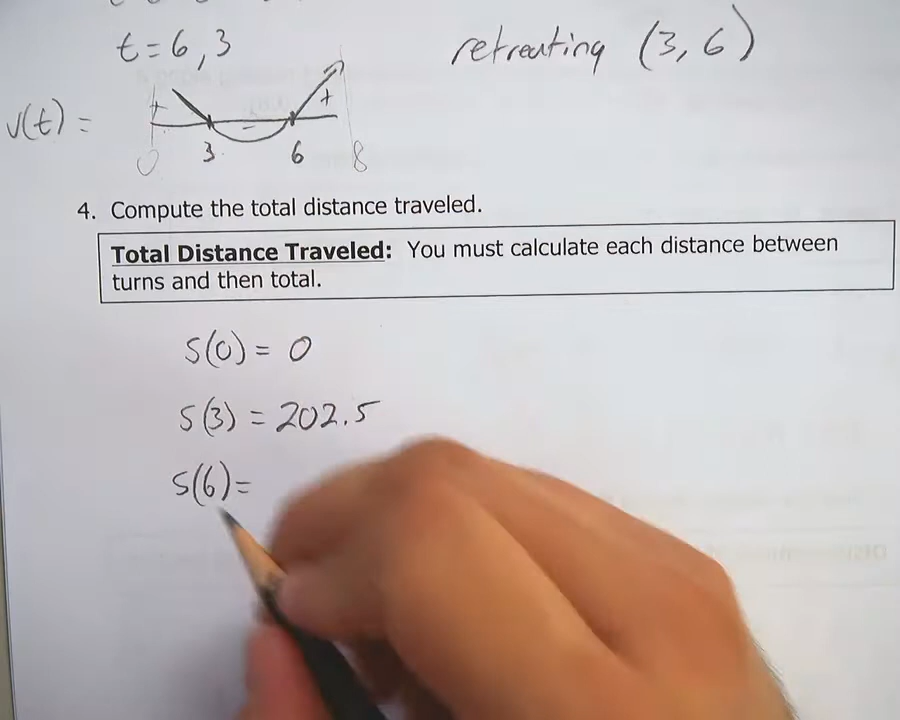 t=6,3
retreating (3,6)
v(t) =
+ - +
0 3 6 8
4. Compute the total distance traveled.
Total Distance Traveled: You must calculate each distance between
turns and then total.
s(0) = 0
s(3) = 202.5
s(6)=